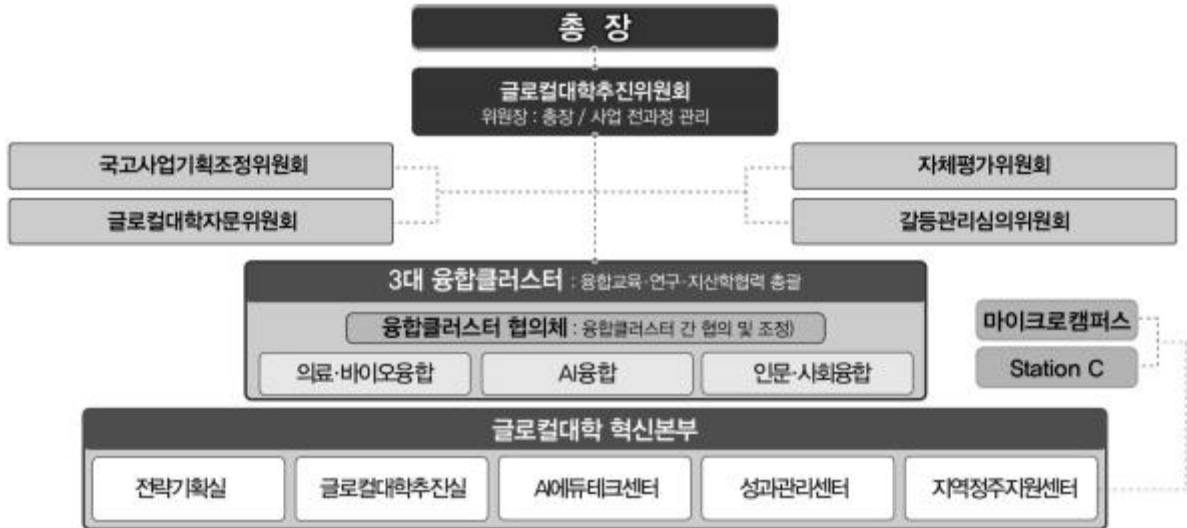 총 장
글로컬대학추진위원회
위원장 : 총장 / 사업 전과정 관리
국고사업기획조정위원회
자체평가위원회
글로컬대학자문위원회
갈등관리심의위원회
3대 융합클러스터 : 융합교육·연구·지산학협력 총괄
융합클러스터 협의체 : 융합클러스터 간 협의 및 조정)
의료·바이오융합
AI융합
인문·사회융합
마이크로캠퍼스
Station C
글로컬대학 혁신본부
전략기획실
글로컬대학추진실
AI에듀테크센터
성과관리센터
지역정주지원센터